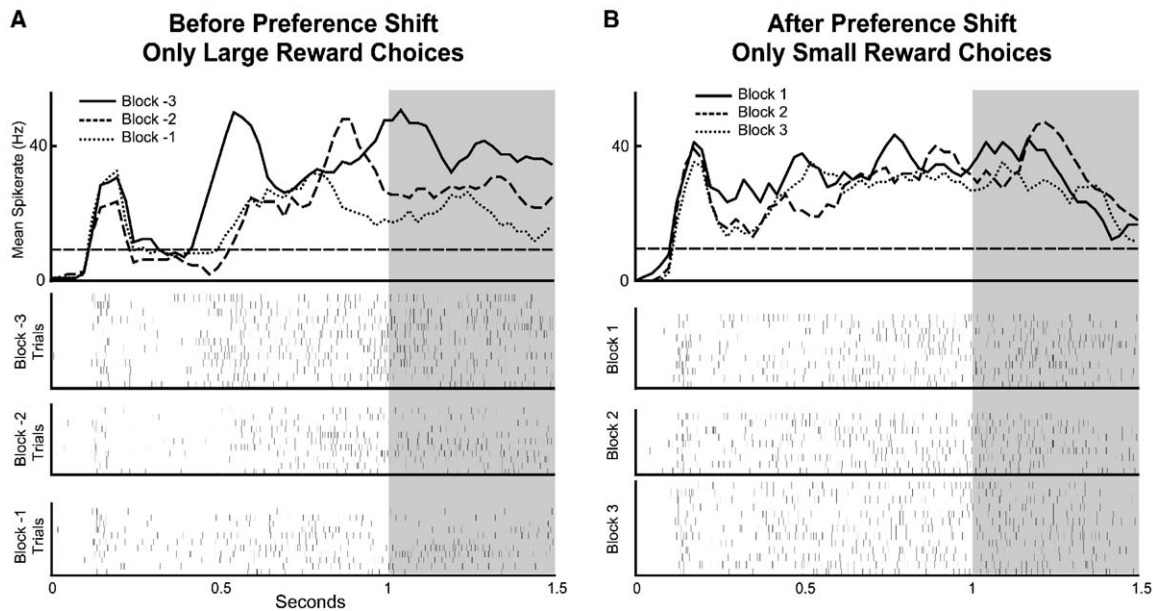 A
Before Preference Shift
Only Large Reward Choices
Block -3
Block -2
Block -1
Mean Spikerate (Hz)
40
0
Block -3
Trials
Block -2
Trials
Block -1
Trials
0
0.5
1
1.5
Seconds
B
After Preference Shift
Only Small Reward Choices
Block 1
Block 2
Block 3
40
0
Block 1
Block 2
Block 3
0
0.5
1
1.5